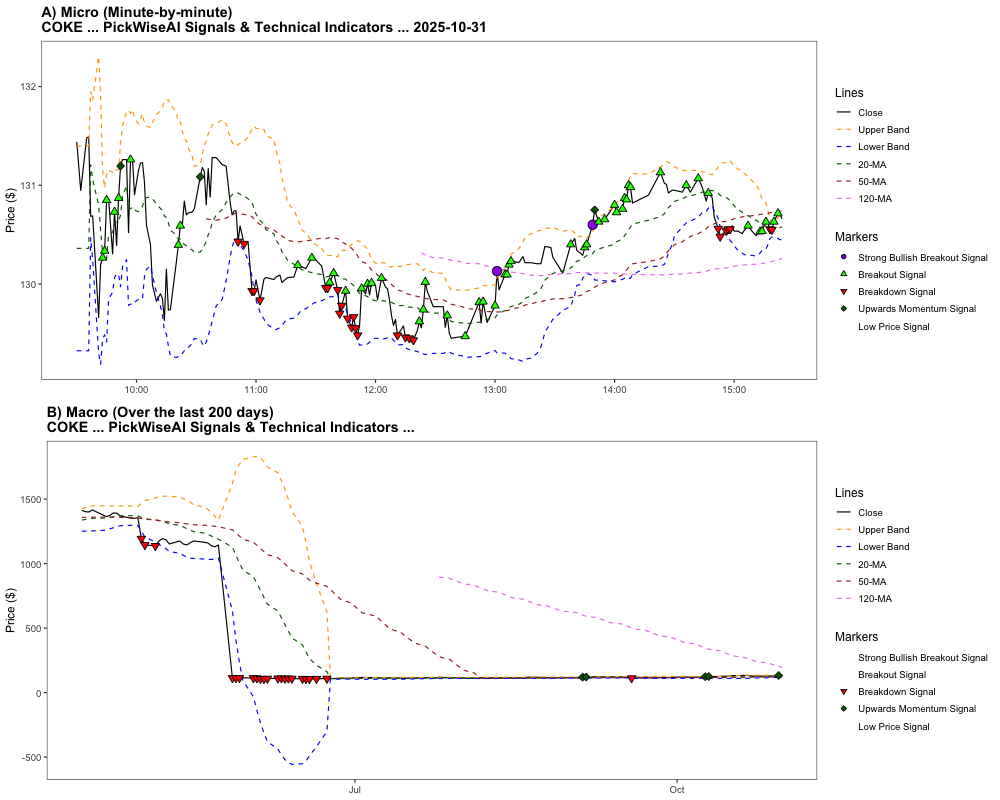 A) Micro (Minute-by-minute)
COKE ... PickWiseAI Signals & Technical Indicators ... 2025-10-31
Price ($)
132
131
130
10:00
11:00
12:00
13:00
14:00
15:00
Lines
Close
Upper Band
Lower Band
20-MA
50-MA
120-MA
Markers
Strong Bullish Breakout Signal
Breakout Signal
Breakdown Signal
Upwards Momentum Signal
Low Price Signal
B) Macro (Over the last 200 days)
COKE ... PickWiseAI Signals & Technical Indicators ...
Price ($)
1500
1000
500
0
-500
Jul
Oct
Lines
Close
Upper Band
Lower Band
20-MA
50-MA
120-MA
Markers
Strong Bullish Breakout Signal
Breakout Signal
Breakdown Signal
Upwards Momentum Signal
Low Price Signal